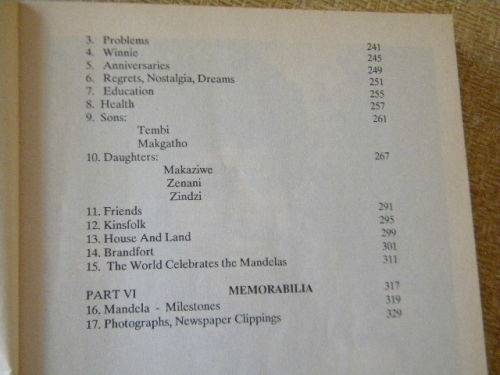 3. Problems 241
4. Winnie 245
5. Anniversaries 249
6. Regrets, Nostalgia, Dreams 251
7. Education 255
8. Health 257
9. Sons: 261
Tembi
Makgatho
10. Daughters: 267
Makaziwe
Zenani
Zindzi
11. Friends 291
12. Kinsfolk 295
13. House And Land 299
14. Brandfort 301
15. The World Celebrates the Mandelas 311
PART VI MEMORABILIA 317
16. Mandela - Milestones 319
17. Photographs, Newspaper Clippings 329